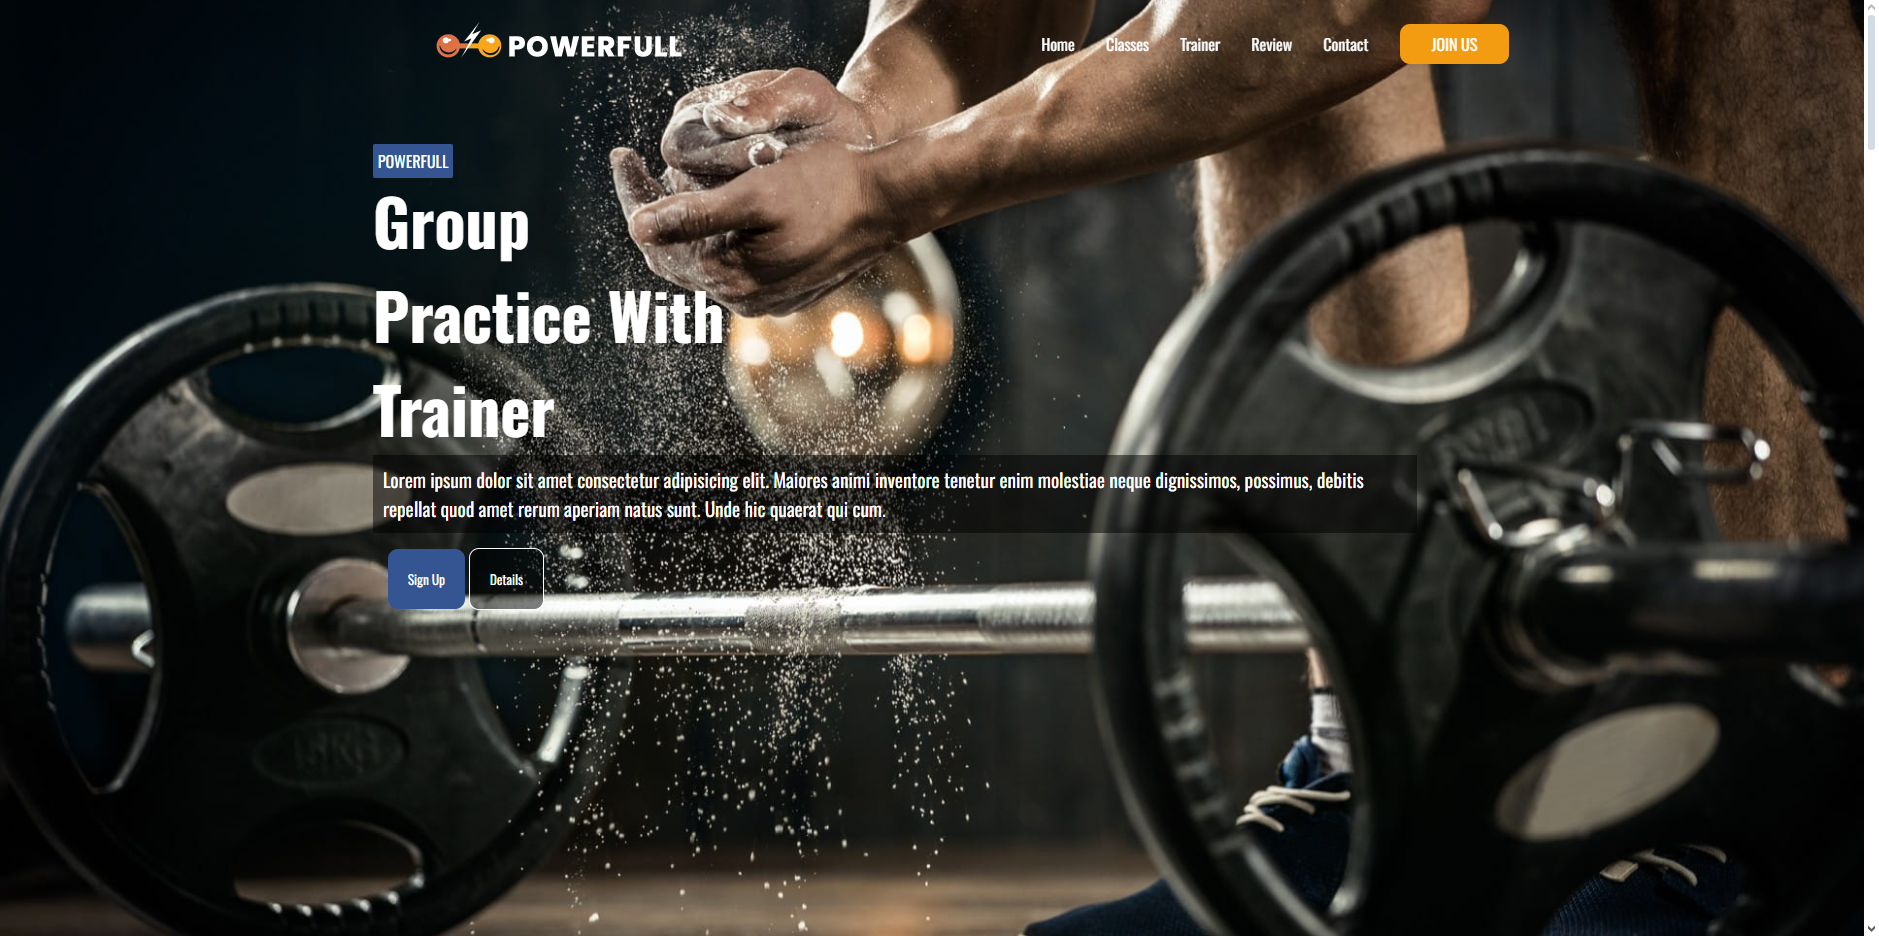 POWERFULL
Home Classes Trainer Review Contact JOIN US
POWERFULL
Group
Practice With
Trainer
Lorem ipsum dolor sit amet consectetur adipisicing elit. Maiores animi inventore tenetur enim molestiae neque dignissimos, possimus, debitis
repellat quod amet rerum aperiam natus sunt. Unde hic quaerat qui cum.
Sign Up Details